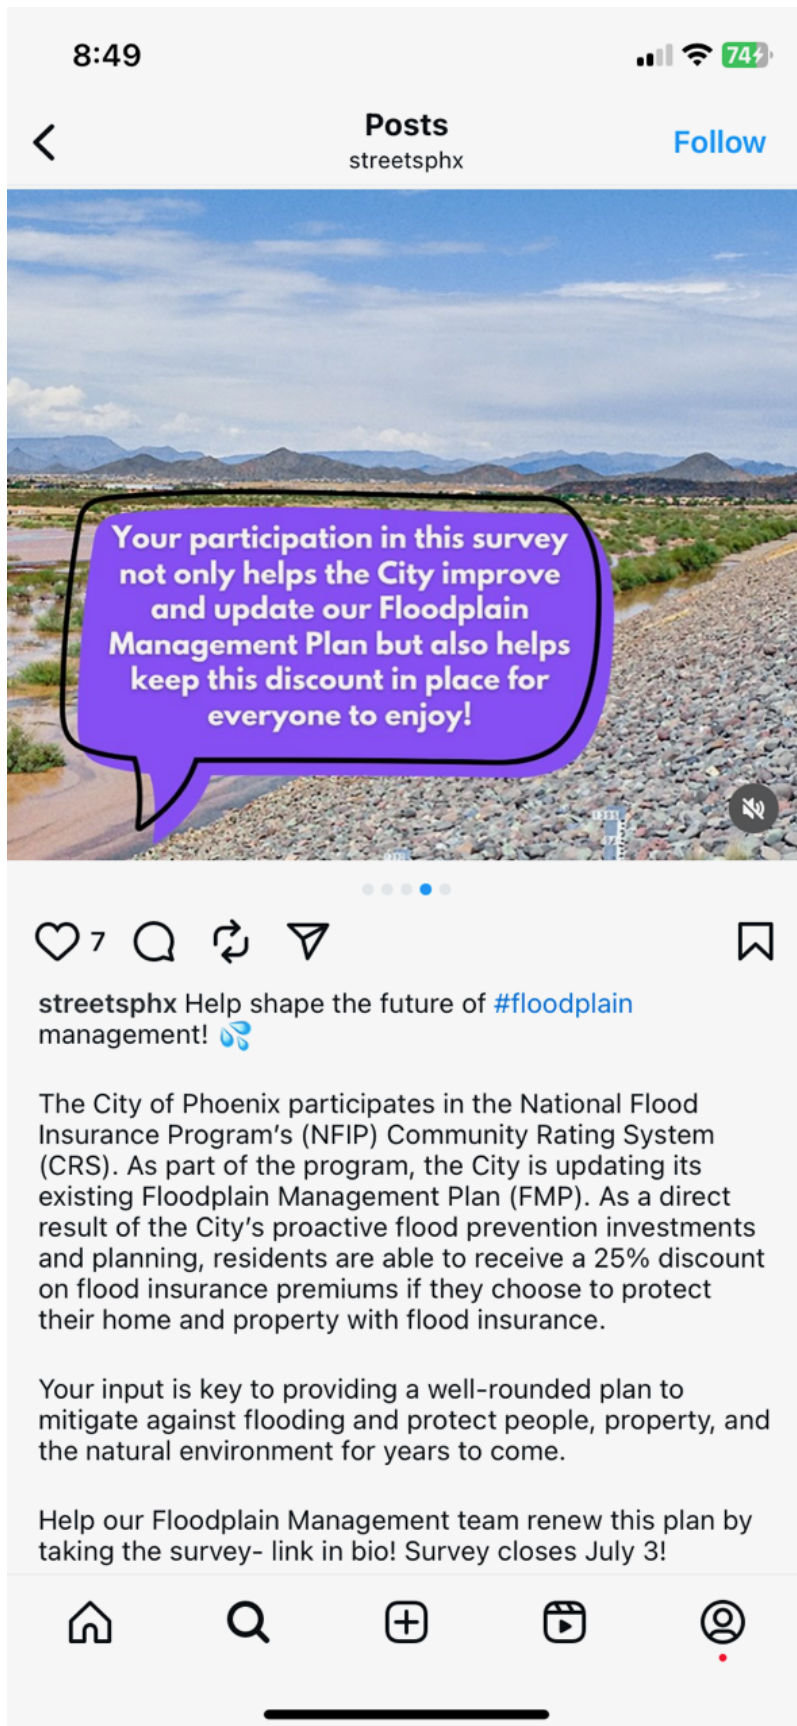 8:49
74
Posts
streetsphx
Follow
Your participation in this survey
not only helps the City improve
and update our Floodplain
Management Plan but also helps
keep this discount in place for
everyone to enjoy!
7
streetsphx Help shape the future of #floodplain
management! 💦
The City of Phoenix participates in the National Flood
Insurance Program’s (NFIP) Community Rating System
(CRS). As part of the program, the City is updating its
existing Floodplain Management Plan (FMP). As a direct
result of the City’s proactive flood prevention investments
and planning, residents are able to receive a 25% discount
on flood insurance premiums if they choose to protect
their home and property with flood insurance.
Your input is key to providing a well-rounded plan to
mitigate against flooding and protect people, property, and
the natural environment for years to come.
Help our Floodplain Management team renew this plan by
taking the survey- link in bio! Survey closes July 3!